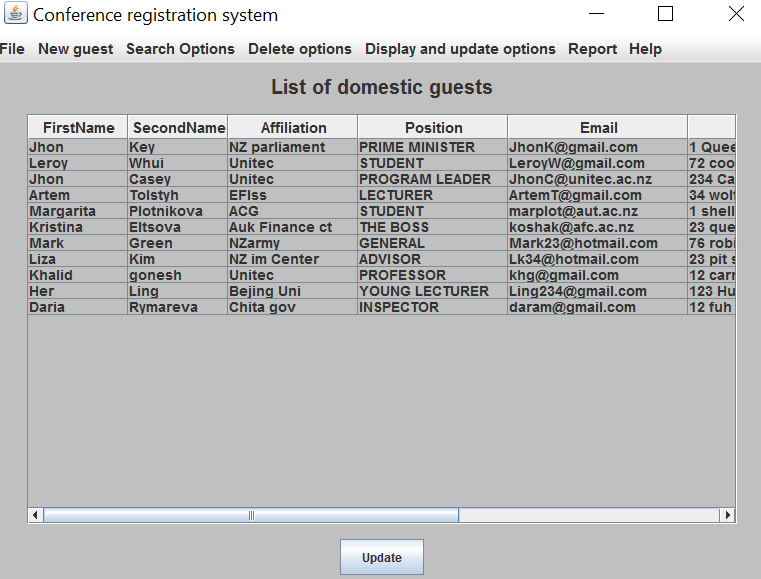 Conference registration system
File New guest Search Options Delete options Display and update options Report Help
List of domestic guests
FirstName SecondName Affiliation Position Email
Jhon Key NZ parliament PRIME MINISTER JhonK@gmail.com 1 Quee
Leroy Whui Unitec STUDENT LeroyW@gmail.com 72 coo
Jhon Casey Unitec PROGRAM LEADER JhonC@unitec.ac.nz 234 Ca
Artem Tolstyh EFIss LECTURER ArtemT@gmail.com 34 wolf
Margarita Plotnikova ACG STUDENT marplot@aut.ac.nz 1 shell
Kristina Eltsova Auk Finance ct THE BOSS koshak@afc.ac.nz 23 que
Mark Green NZarmy GENERAL Mark23@hotmail.com 76 robi
Liza Kim NZ im Center ADVISOR Lk34@hotmail.com 23 pit s
Khalid gonesh Unitec PROFESSOR khg@gmail.com 12 carr
Her Ling Bejing Uni YOUNG LECTURER Ling234@gmail.com 123 Hu
Daria Rymareva Chita gov INSPECTOR daram@gmail.com 12 fuh
Update